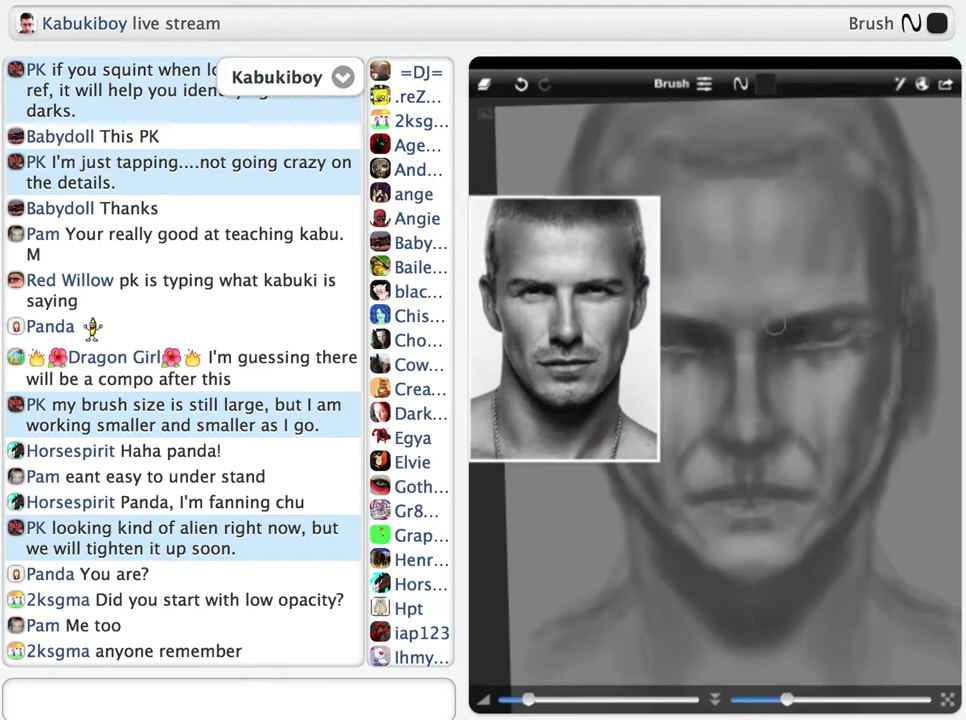 Kabukiboy live stream
Brush
PK if you squint when
ref, it will help you
darks.
Kabukiboy
Babydoll This PK
PK I'm just tapping....not going crazy on
the details.
Babydoll Thanks
Pam Your really good at teaching kabu.
M
Red Willow pk is typing what kabuki is
saying
Panda
Dragon Girl I'm guessing there
will be a compo after this
PK my brush size is still large, but I am
working smaller and smaller as I go.
Horsespirit Haha panda!
Pam eant easy to under stand
Horsespirit Panda, I'm fanning chu
PK looking kind of alien right now, but
we will tighten it up soon.
Panda You are?
2ksgma Did you start with low opacity?
Pam Me too
2ksgma anyone remember
=DJ=
.reZ...
2ksg...
Age...
And...
ange
Angie
Baby...
Baile...
blac...
Chis...
Cho...
Cow...
Crea...
Dark...
Egya
Elvie
Goth...
Gr8...
Grap...
Henr...
Hors...
Hpt
iap123
Ihmy...
Brush